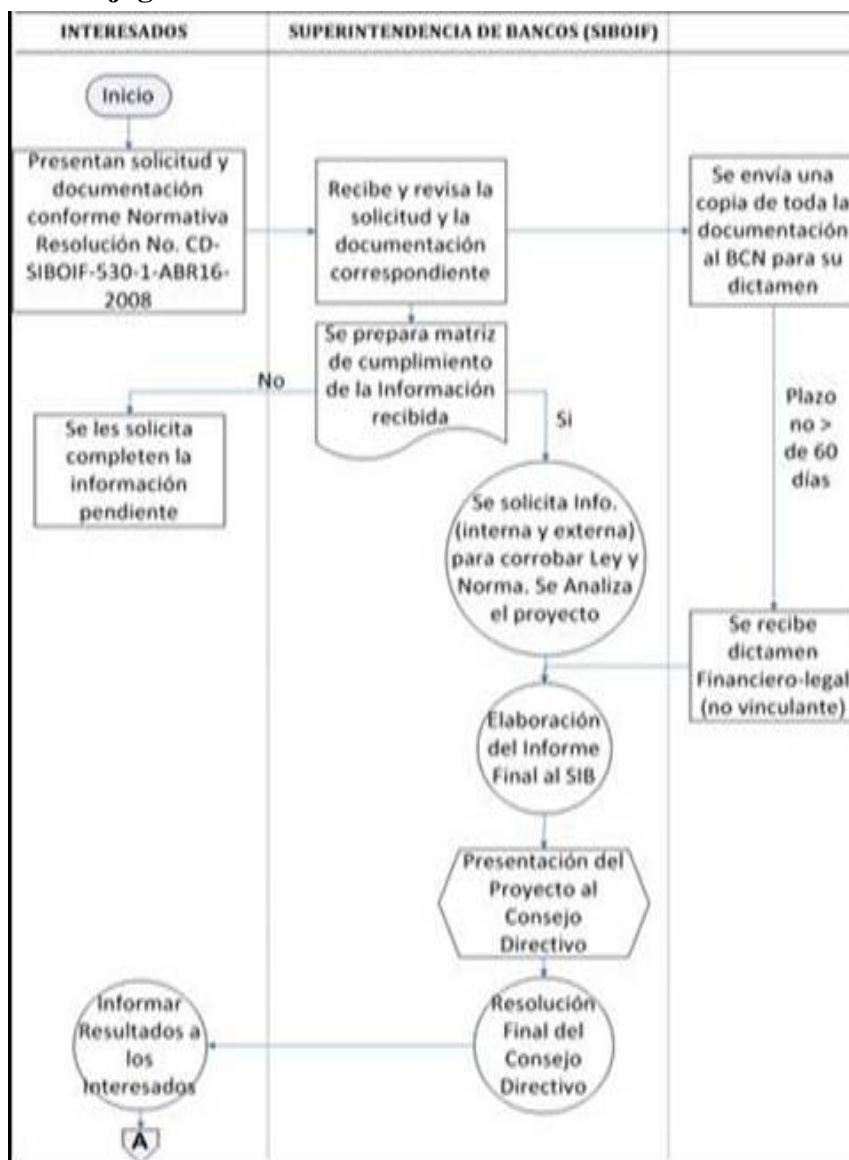 INTERESADOS
SUPERINTENDENCIA DE BANCOS (SIBOIF)
Inicio
Presentan solicitud y
documentación
conforme Normativa
Resolución No. CD-
SIBOIF-530-1-ABR16-
2008
Recibe y revisa la
solicitud y la
documentación
correspondiente
Se envía una
copia de toda la
documentación
al BCN para su
dictamen
Se prepara matriz
de cumplimiento
de la Información
recibida
No
Si
Se les solicita
completen la
información
pendiente
Plazo
no >
de 60
días
Se solicita Info.
(interna y externa)
para corrobar Ley y
Norma. Se Analiza
el proyecto
Se recibe
dictamen
Financiero-legal
(no vinculante)
Elaboración
del Informe
Final al SIB
Presentación del
Proyecto al
Consejo
Directivo
Resolución
Final del
Consejo
Directivo
Informar
Resultados a
los
Interesados
A